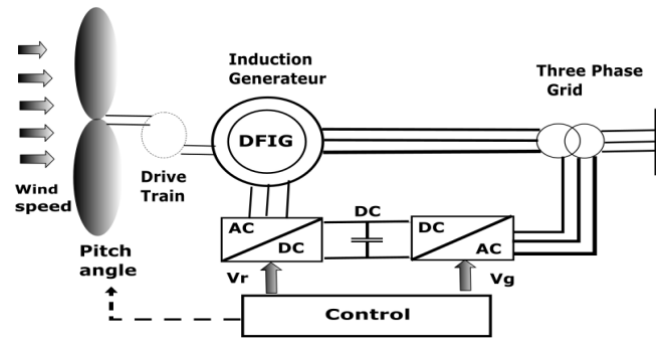 Induction
Generateur
Three Phase
Grid
DFIG
Wind
speed
Drive
Train
Pitch
angle
AC
DC
DC
DC
AC
Vr
Vg
Control